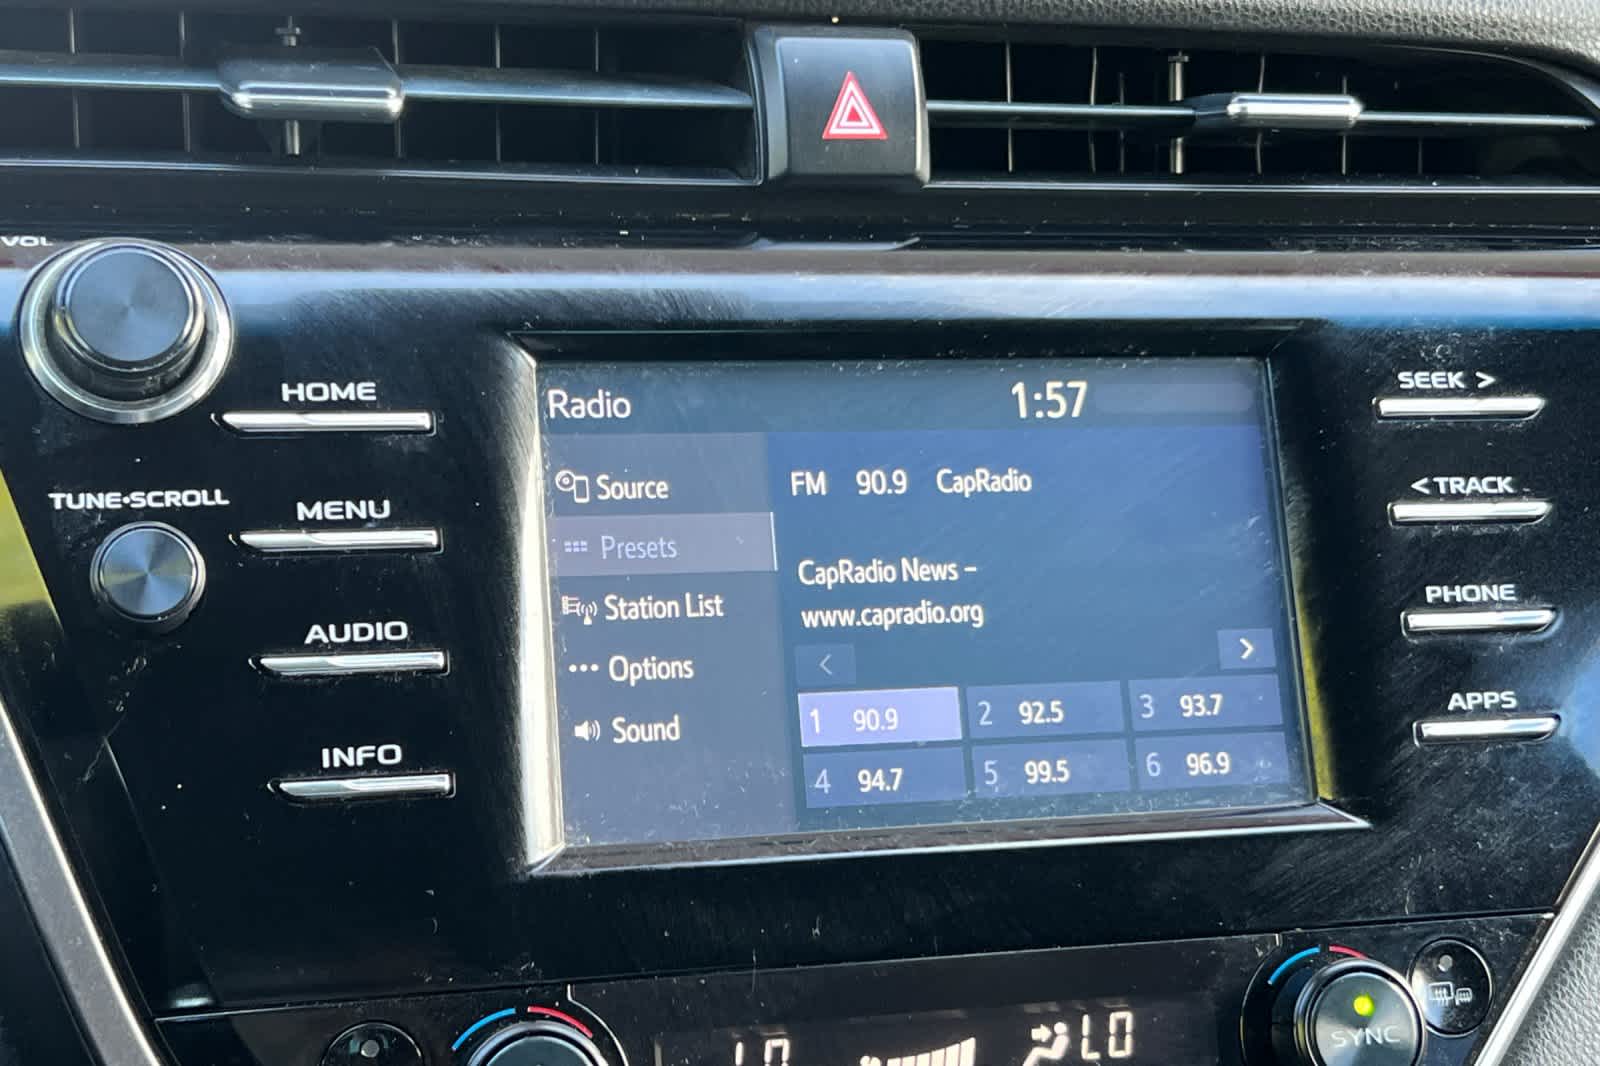 VOL
HOME
TUNE•SCROLL
MENU
AUDIO
INFO
Radio
1:57
Source
Presets
Station List
Options
Sound
FM 90.9 CapRadio
CapRadio News -
www.capradio.org
< >
1 90.9
2 92.5
3 93.7
4 94.7
5 99.5
6 96.9
SEEK >
< TRACK
PHONE
APPS
LO
LO
SYNC